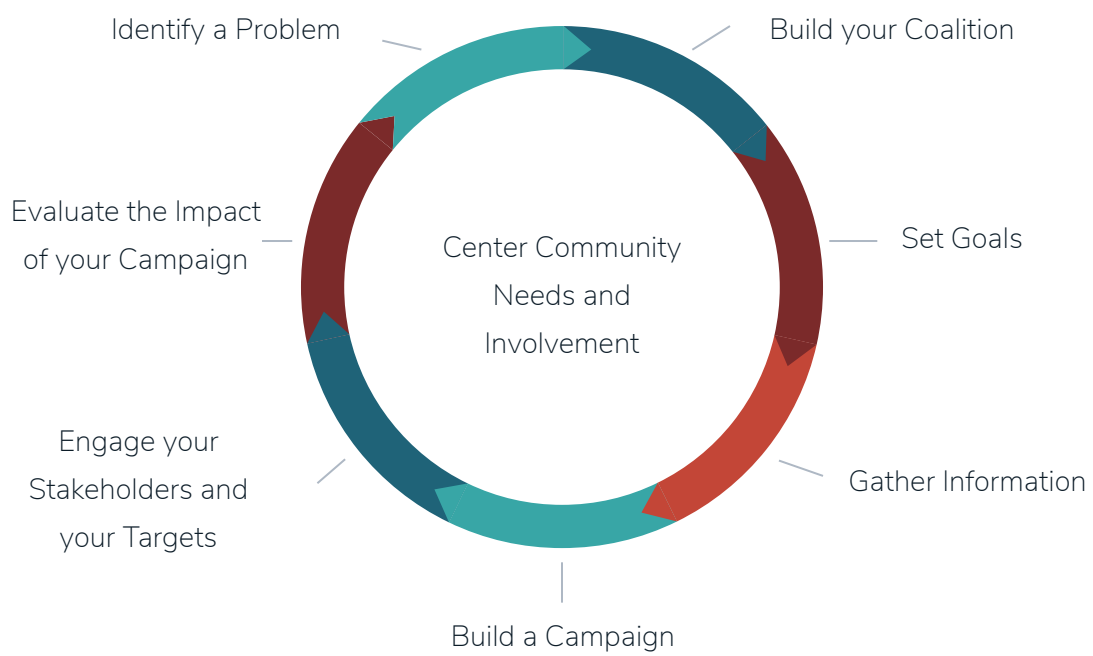 Identify a Problem
Build your Coalition
Set Goals
Gather Information
Build a Campaign
Engage your
Stakeholders and
your Targets
Evaluate the Impact
of your Campaign
Center Community
Needs and
Involvement